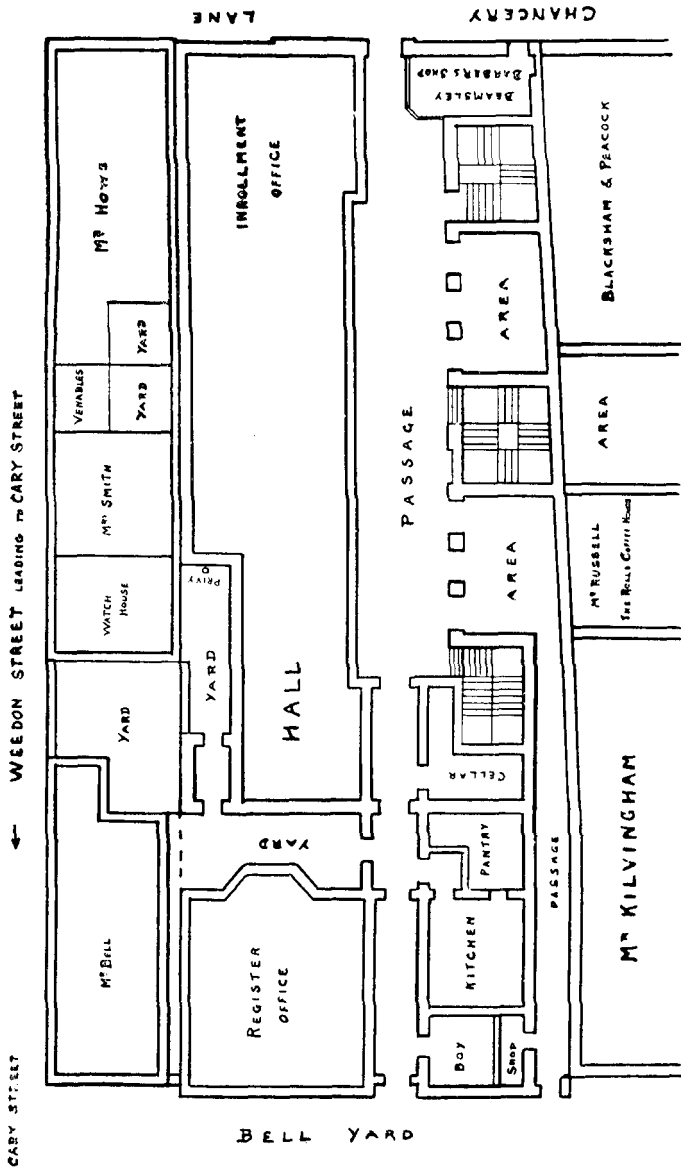 CHANCERY
LANE
BRAMSLEY
BARBERS SHOP
MR HOWS
INROLLMENT
OFFICE
BLACKSHAM & PEACOCK
YARD
AREA
VENABLES
YARD
WEEDON STREET LEADING TO CARY STREET
PASSAGE
AREA
MRS SMITH
AREA
MR RUSSELL
THE ROLLS COFFEE HOUSE
WATCH
HOUSE
PRIVY
YARD
YARD
HALL
CELLAR
YARD
PANTRY
PASSAGE
MR KILVINGHAM
MR BELL
REGISTER
OFFICE
KITCHEN
BOY
SHOP
CARY STREET
BELL YARD